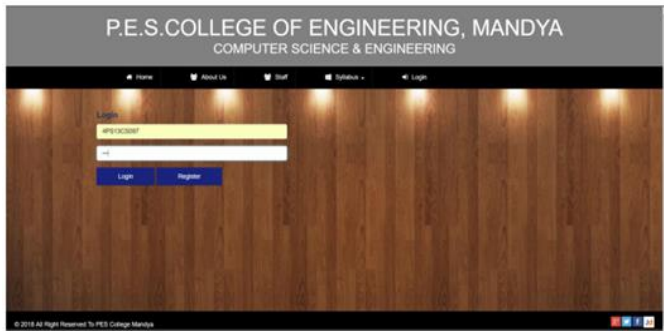 P.E.S.COLLEGE OF ENGINEERING, MANDYA
COMPUTER SCIENCE & ENGINEERING
Home About Us Staff Syllabus Login
Login
4PS13CS097
Login Register
© 2018 All Right Reserved To PES College Mandya